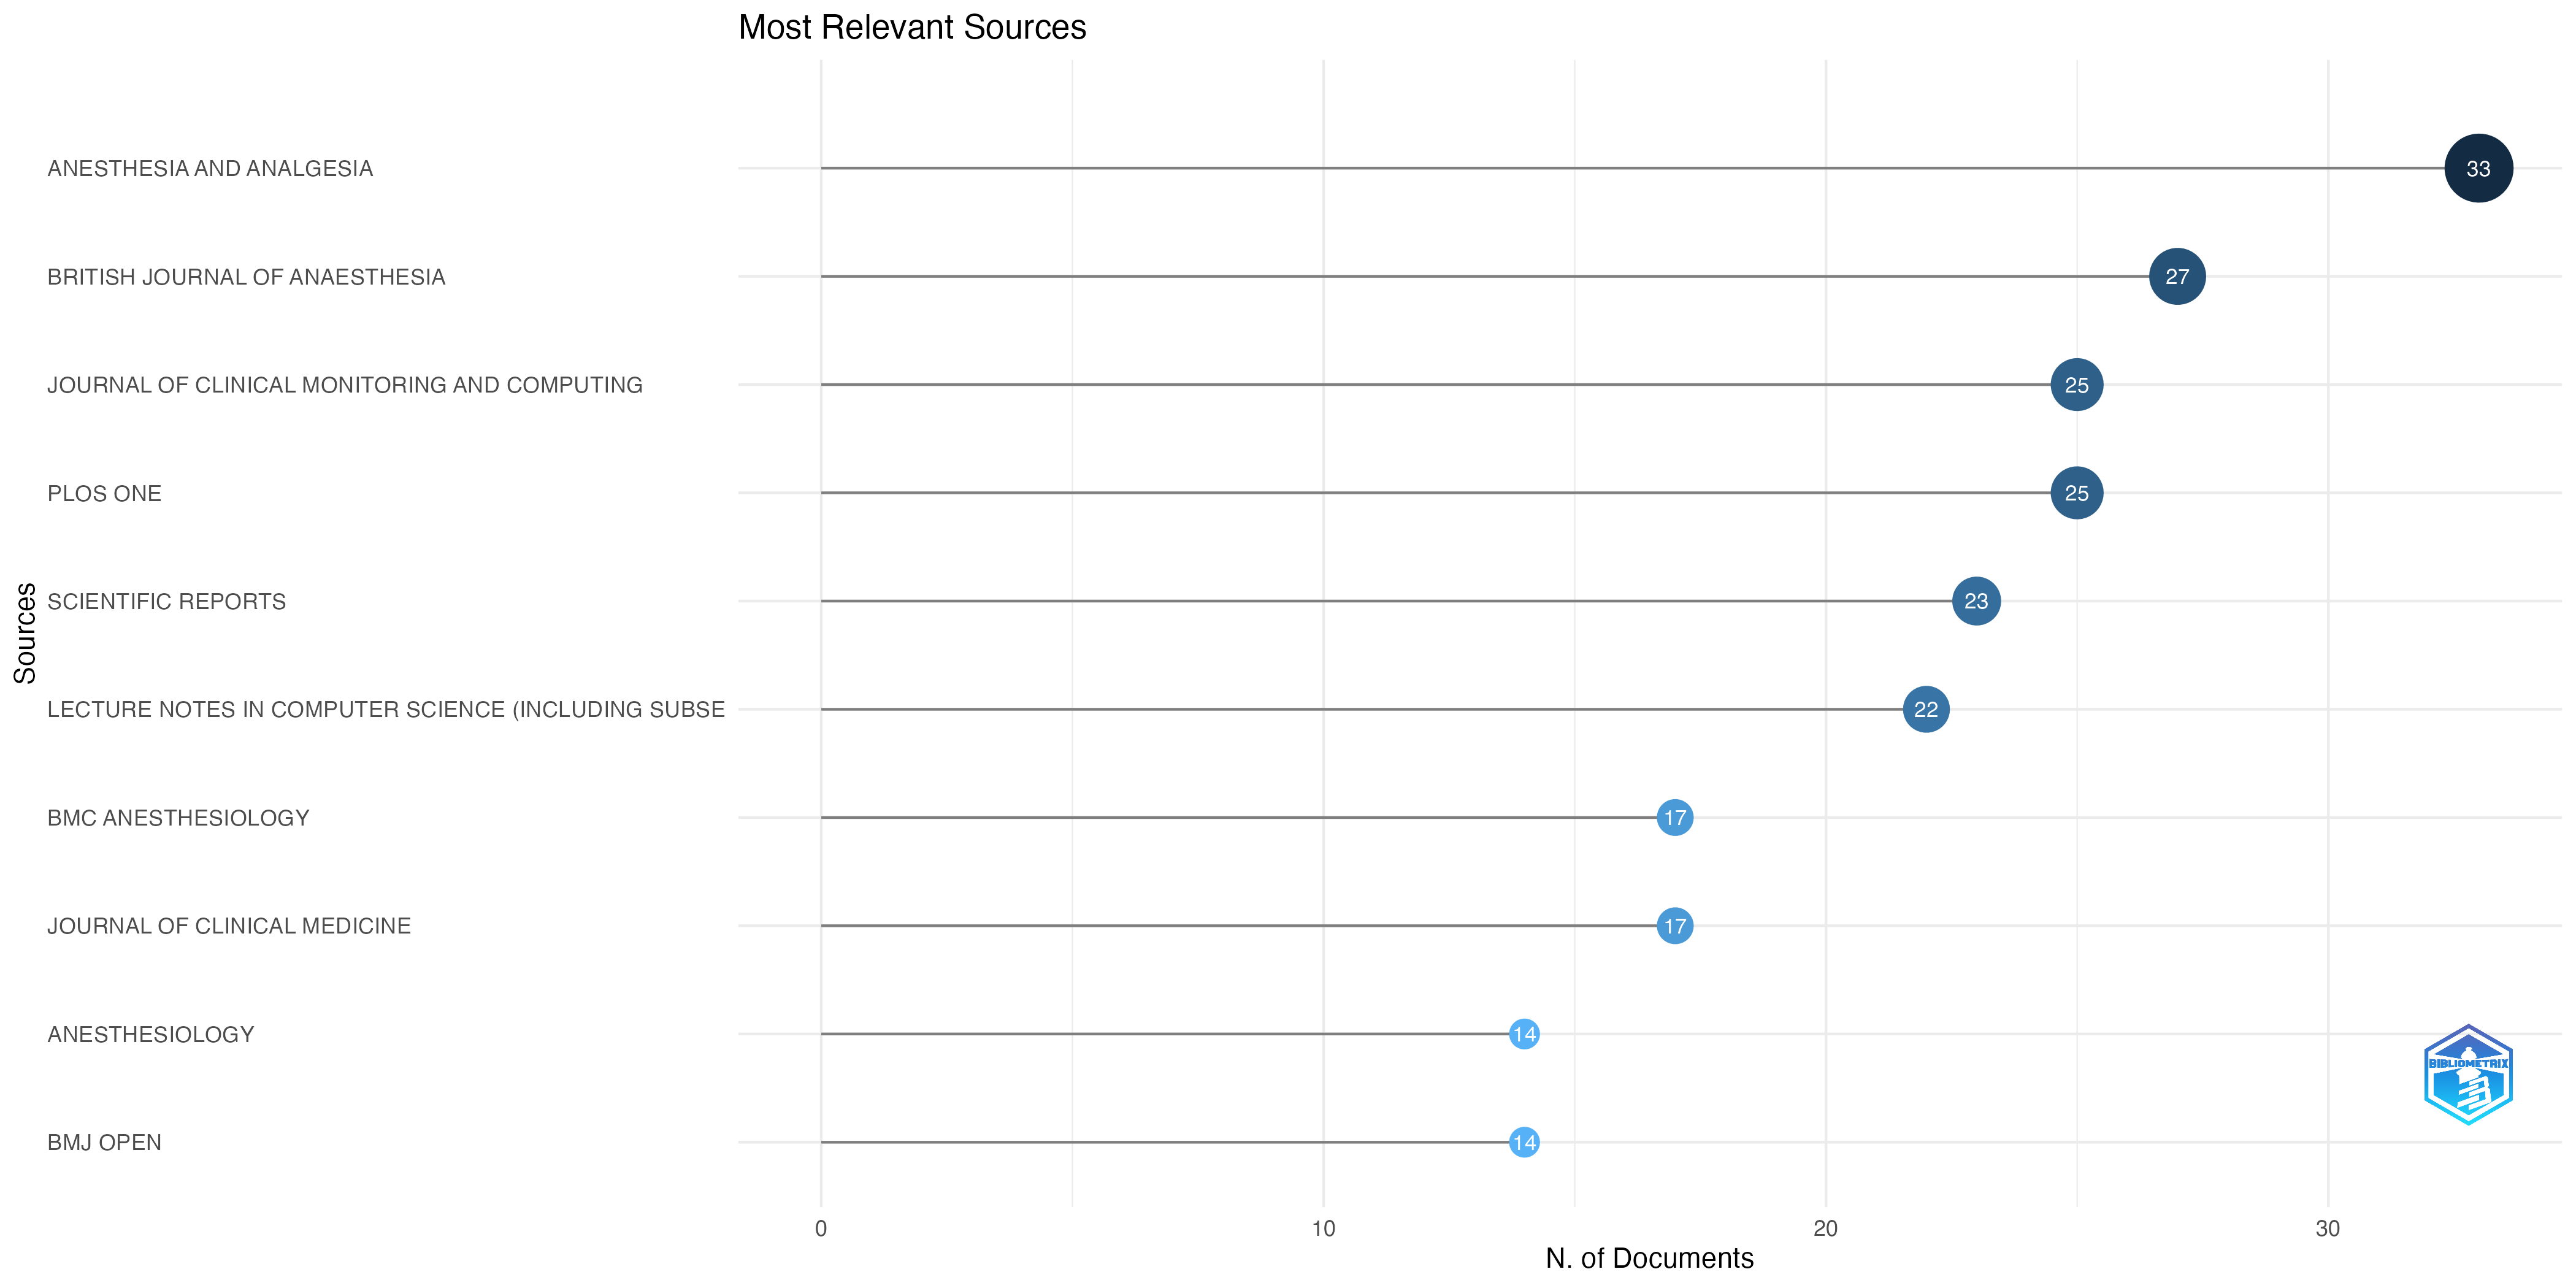 Most Relevant Sources
Sources
ANESTHESIA AND ANALGESIA 33
BRITISH JOURNAL OF ANAESTHESIA 27
JOURNAL OF CLINICAL MONITORING AND COMPUTING 25
PLOS ONE 25
SCIENTIFIC REPORTS 23
LECTURE NOTES IN COMPUTER SCIENCE (INCLUDING SUBSE 22
BMC ANESTHESIOLOGY 17
JOURNAL OF CLINICAL MEDICINE 17
ANESTHESIOLOGY 14
BIBLIOMETRIX
BMJ OPEN 14
0 10 20 30
N. of Documents